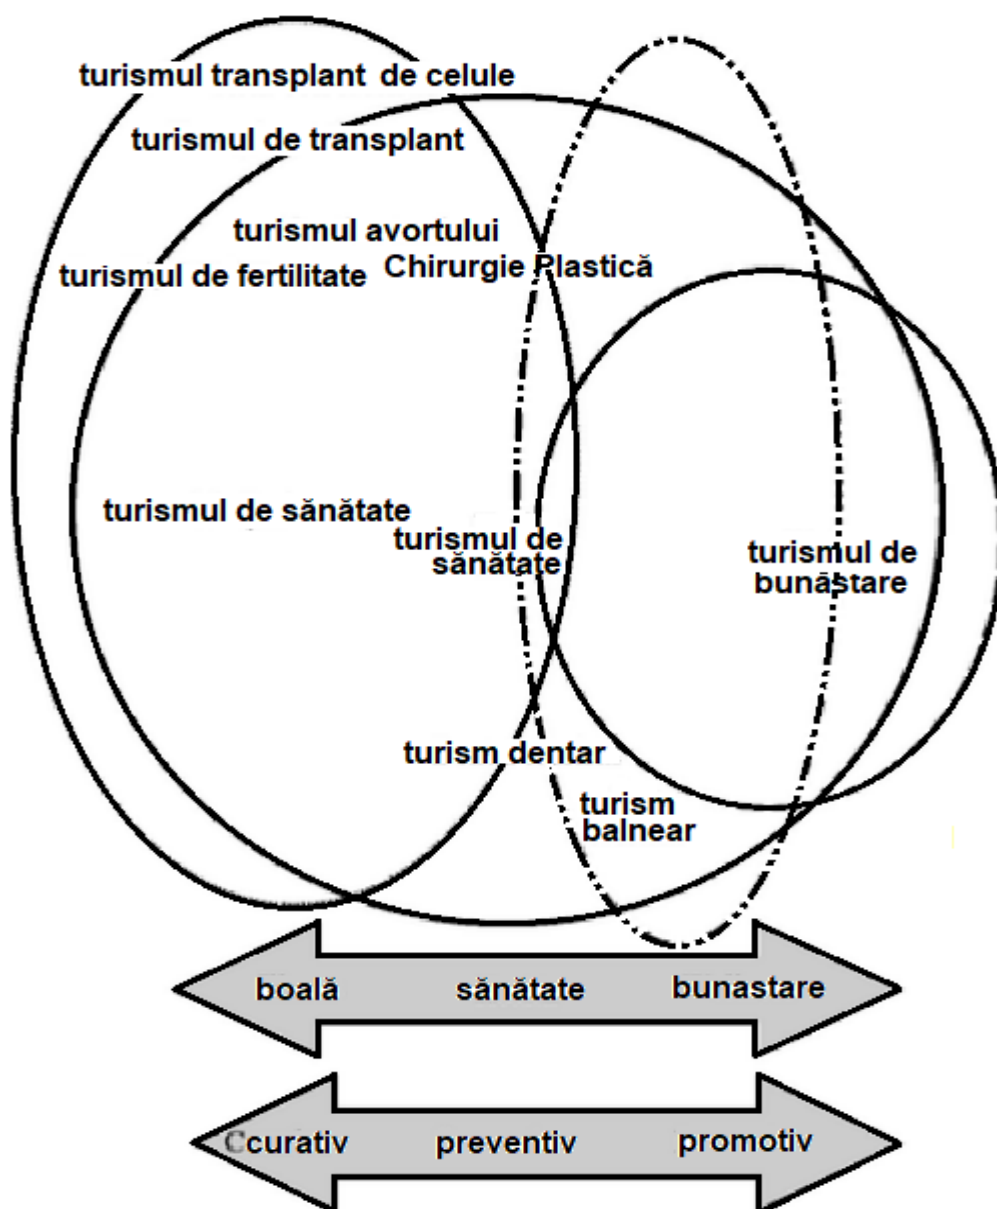 turismul transplant de celule
turismul de transplant
turismul avortului
turismul de fertilitate
Chirurgie Plastică
turismul de sănătate
turismul de
sănătate
turismul de
bunăstare
turism dentar
turism
balnear
boală sănătate bunastare
Ccurativ preventiv promotiv